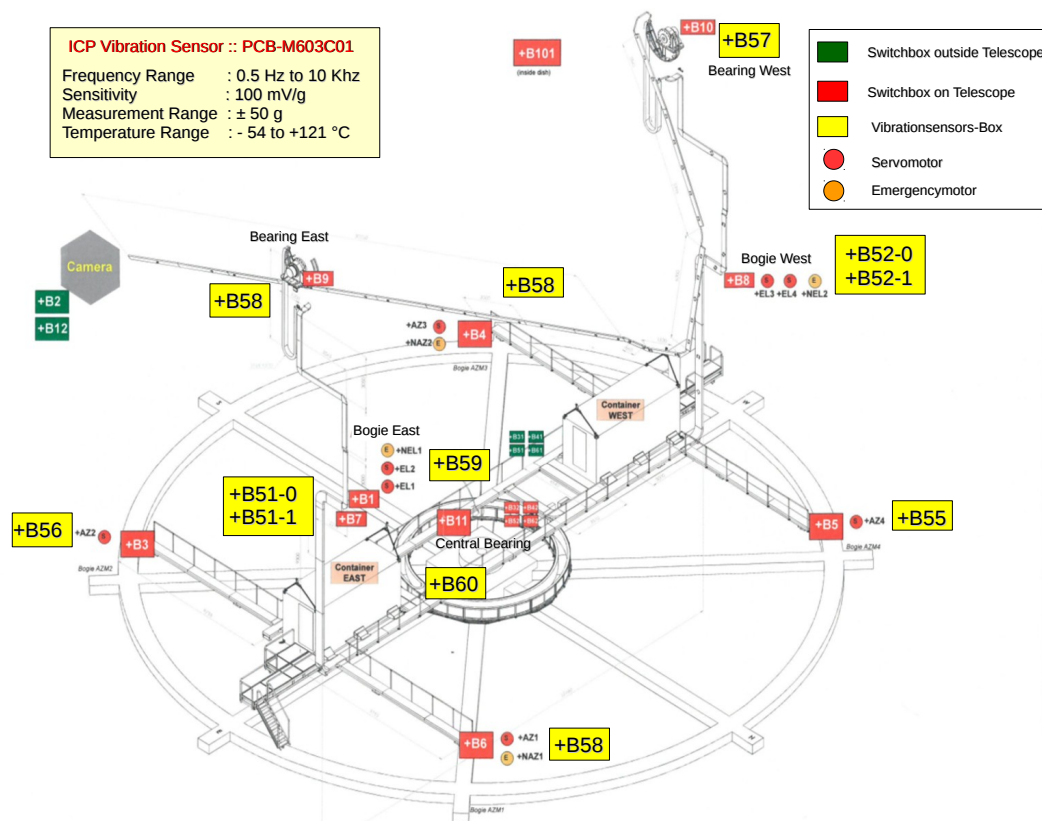 ICP Vibration Sensor :: PCB-M603C01
Frequency Range : 0.5 Hz to 10 Khz
Sensitivity : 100 mV/g
Measurement Range : ± 50 g
Temperature Range : - 54 to +121 °C
+B101
(inside dish)
+B10
+B57
Bearing West
Switchbox outside Telescope
Switchbox on Telescope
Vibrationsensors-Box
Servomotor
Emergencymotor
Camera
+B2
+B12
Bearing East
+B9
+B58
+B58
Bogie West
+B8
E
S
E
+EL3
+EL4
+NEL2
+B52-0
+B52-1
+AZ3 S
+NAZ2 E
+B4
Bogie AZM3
Container
WEST
Bogie East
E +NEL1
S +EL2
S +EL1
+B59
+B31 +B41
+B51 +B61
+B51-0
+B51-1
+B1
+B7
+B11
Central Bearing
+B56
+AZ2 S
+B3
Bogie AZM2
+B5
S +AZ4
+B55
Bogie AZM4
Container
EAST
+B60
+B6
S +AZ1
E +NAZ1
+B58
Bogie AZM1